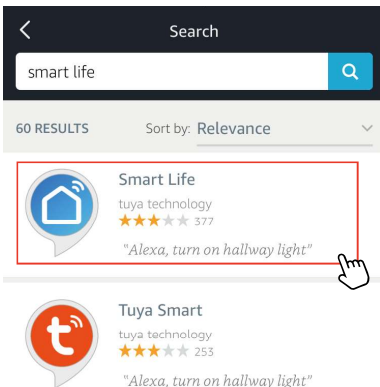 Search
smart life
60 RESULTS Sort by: Relevance
Smart Life
tuya technology
377
"Alexa, turn on hallway light"
t
Tuya Smart
tuya technology
253
"Alexa, turn on hallway light"